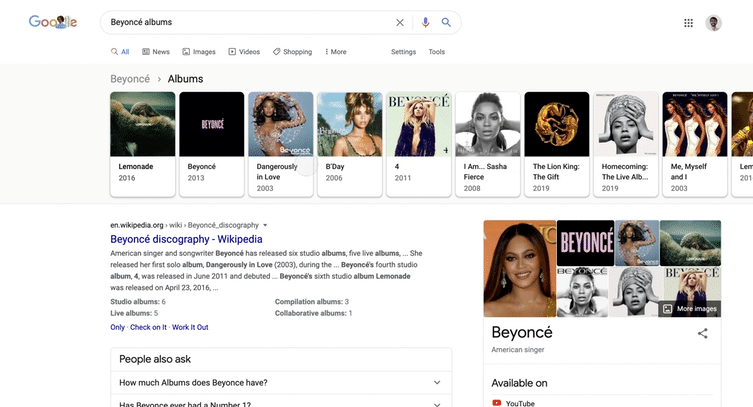 Google
Beyoncé albums
All News Images Videos Shopping More Settings Tools
Beyoncé › Albums
Lemonade
2016
BEYONCÉ
Beyoncé
2013
Beyoncé
Dangerously
in Love
2003
B'Day
2006
BEYONCÉ
4
4
2011
I Am... Sasha
Fierce
2008
The Lion King:
The Gift
2019
Homecoming:
The Live Alb...
2019
Me, Myself
and I
2003
Lem
201
en.wikipedia.org › wiki › Beyoncé_discography
Beyoncé discography - Wikipedia
American singer and songwriter Beyoncé has released six studio albums, five live albums, ... She
released her first solo album, Dangerously in Love (2003), during the ... Beyoncé's fourth studio
album, 4, was released in June 2011 and debuted ... Beyoncé's sixth studio album Lemonade
was released on April 23, 2016, ...
Studio albums: 6 Compilation albums: 3
Live albums: 5 Collaborative albums: 1
Only · Check on It · Work It Out
People also ask
How much Albums does Beyonce have?
Has Beyonce ever had a Number 1?
BEYONCÉ
BEYONCÉ
BEYONCÉ
More images
Beyoncé
American singer
Available on
YouTube